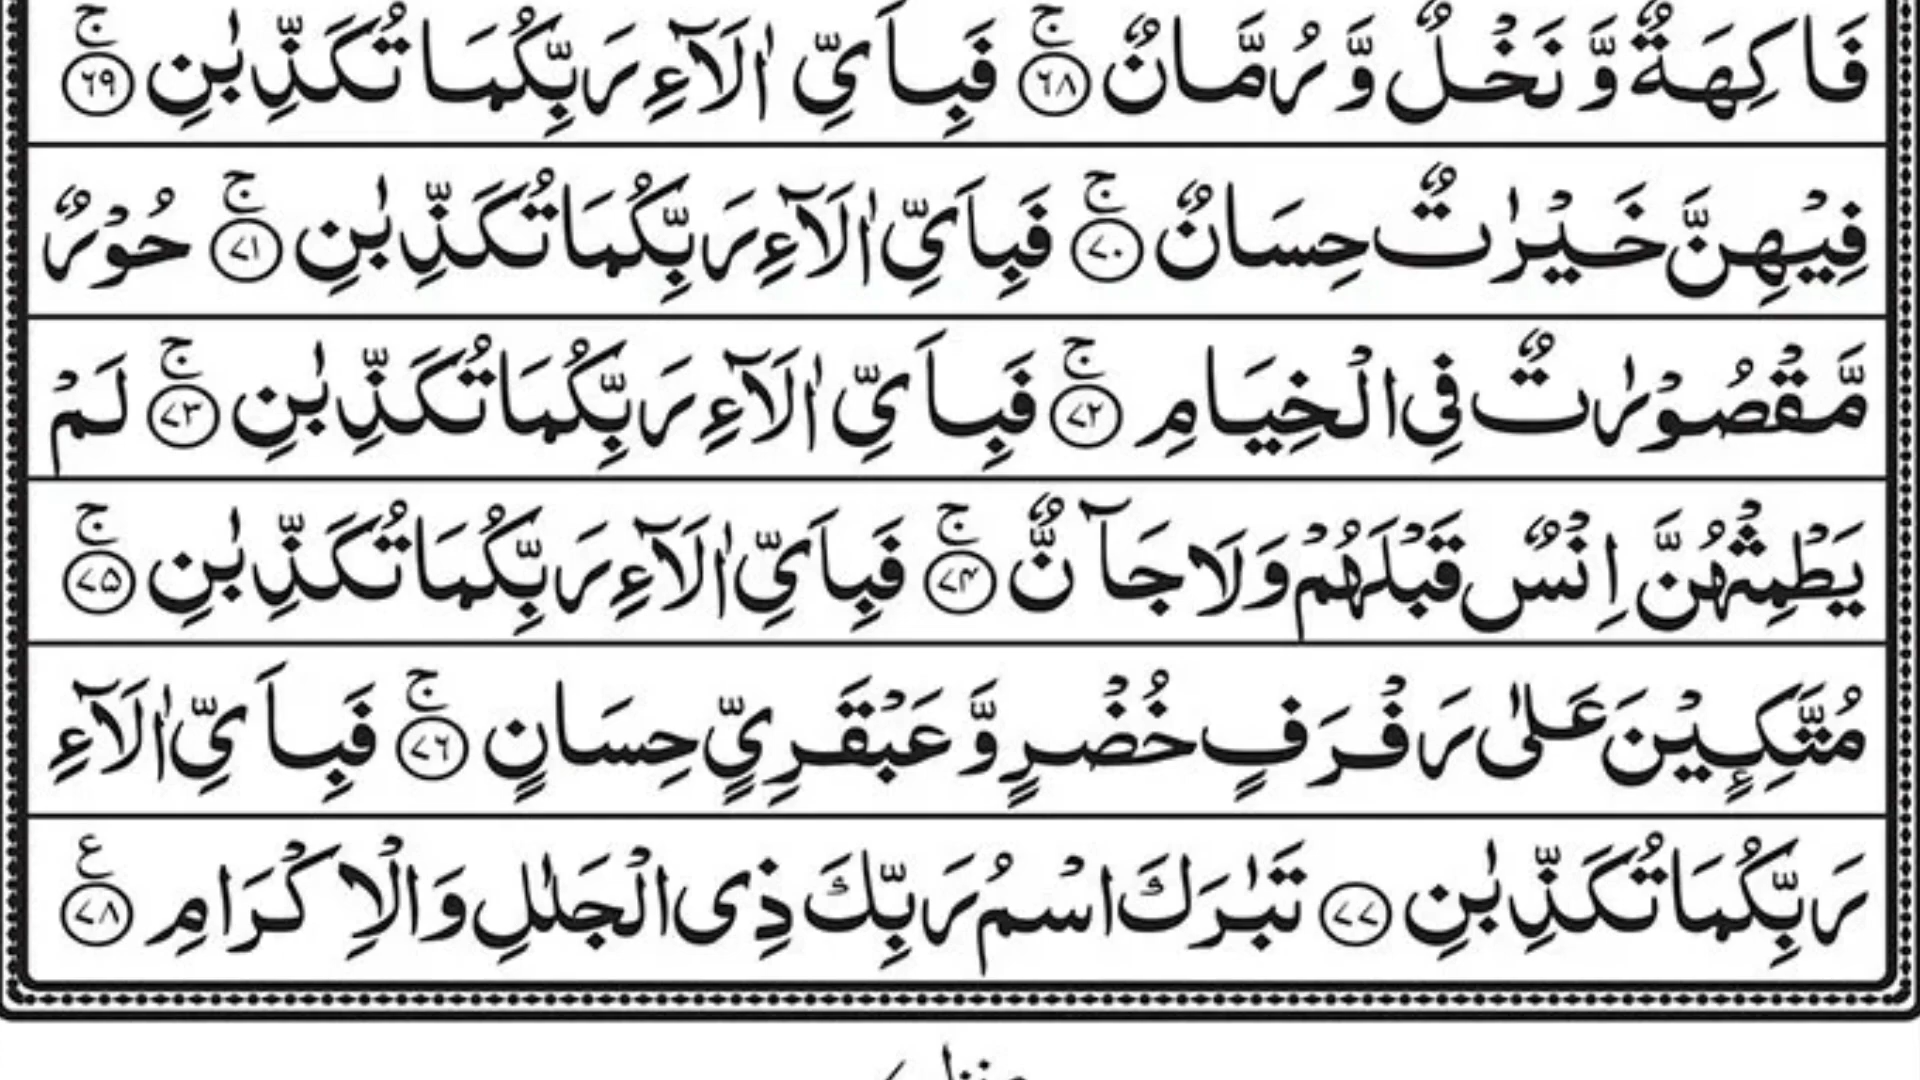 فَاكِهَةٌ وَّ نَخْلٌ وَّ رُمَّانٌ ۚ﴿٦٨﴾ فَبِاَىِّ اٰلَآءِ رَبِّكُمَا تُكَذِّبٰنِ ۚ﴿٦٩﴾
فِيْهِنَّ خَيْرٰتٌ حِسَانٌ ۚ﴿٧٠﴾ فَبِاَىِّ اٰلَآءِ رَبِّكُمَا تُكَذِّبٰنِ ۚ﴿٧١﴾ حُوْرٌ
مَّقْصُوْرٰتٌ فِى الْخِيَامِ ۚ﴿٧٢﴾ فَبِاَىِّ اٰلَآءِ رَبِّكُمَا تُكَذِّبٰنِ ۚ﴿٧٣﴾ لَمْ
يَطْمِثْهُنَّ اِنْسٌ قَبْلَهُمْ وَلَا جَآنٌّ ۚ﴿٧٤﴾ فَبِاَىِّ اٰلَآءِ رَبِّكُمَا تُكَذِّبٰنِ ۚ﴿٧٥﴾
مُتَّكِـِٕيْنَ عَلٰى رَفْرَفٍ خُضْرٍ وَّ عَبْقَرِىٍّ حِسَانٍ ۚ﴿٧٦﴾ فَبِاَىِّ اٰلَآءِ
رَبِّكُمَا تُكَذِّبٰنِ ﴿٧٧﴾ تَبٰرَكَ اسْمُ رَبِّكَ ذِى الْجَلٰلِ وَالْاِكْرَامِ ع﴿٧٨﴾